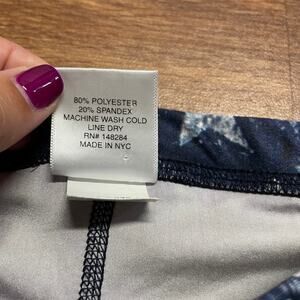 80% POLYESTER
20% SPANDEX
MACHINE WASH COLD
LINE DRY
RN# 148284
MADE IN NYC